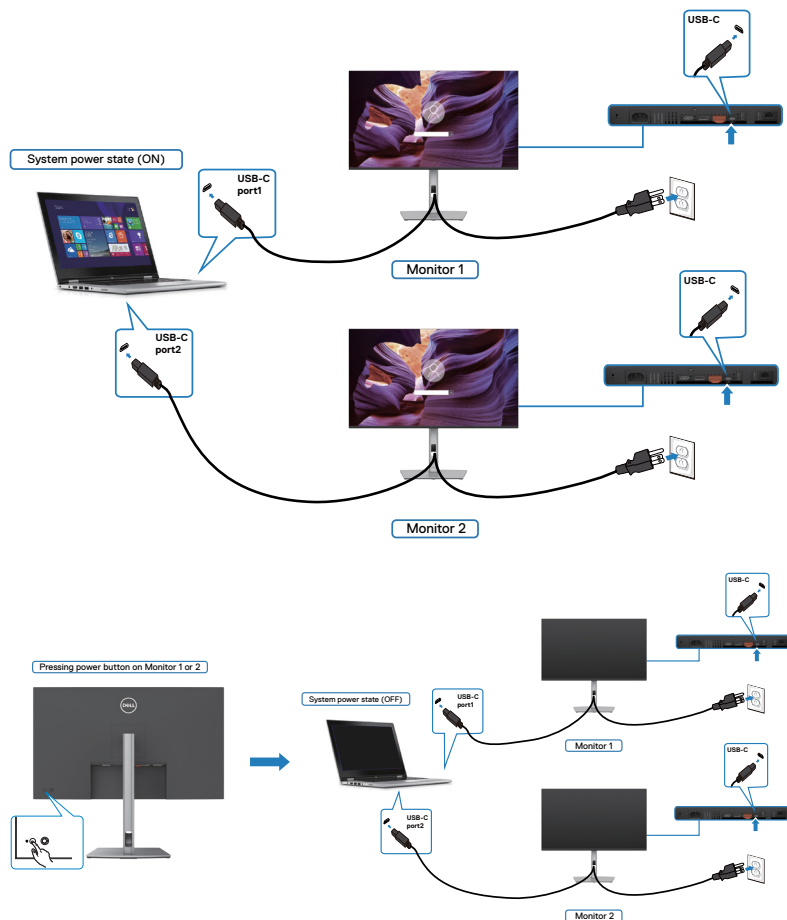 USB-C
System power state (ON)
USB-C
port1
Monitor 1
USB-C
USB-C
port2
Monitor 2
USB-C
Pressing power button on Monitor 1 or 2
DELL
System power state (OFF)
USB-C
port1
Monitor 1
USB-C
USB-C
port2
Monitor 2